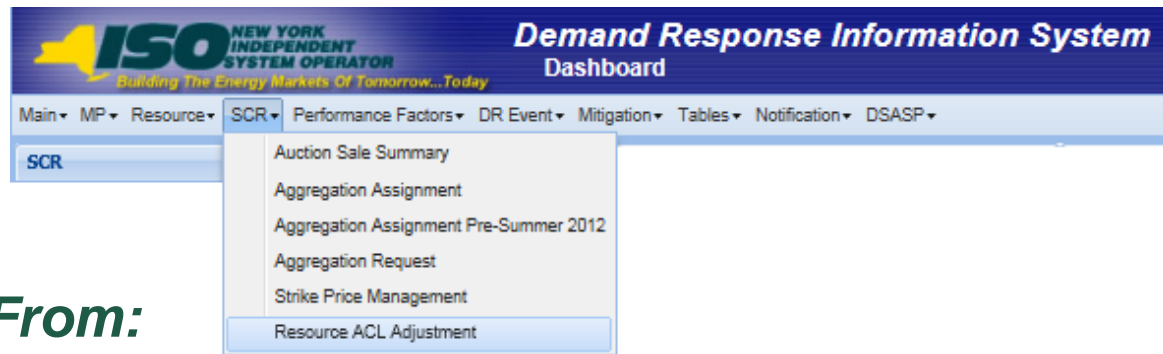 ISO NEW YORK
INDEPENDENT
SYSTEM OPERATOR
Building The Energy Markets Of Tomorrow...Today
Demand Response Information System
Dashboard
Main MP Resource SCR Performance Factors DR Event Mitigation Tables Notification DSASP
SCR
Auction Sale Summary
Aggregation Assignment
Aggregation Assignment Pre-Summer 2012
Aggregation Request
Strike Price Management
Resource ACL Adjustment
From: